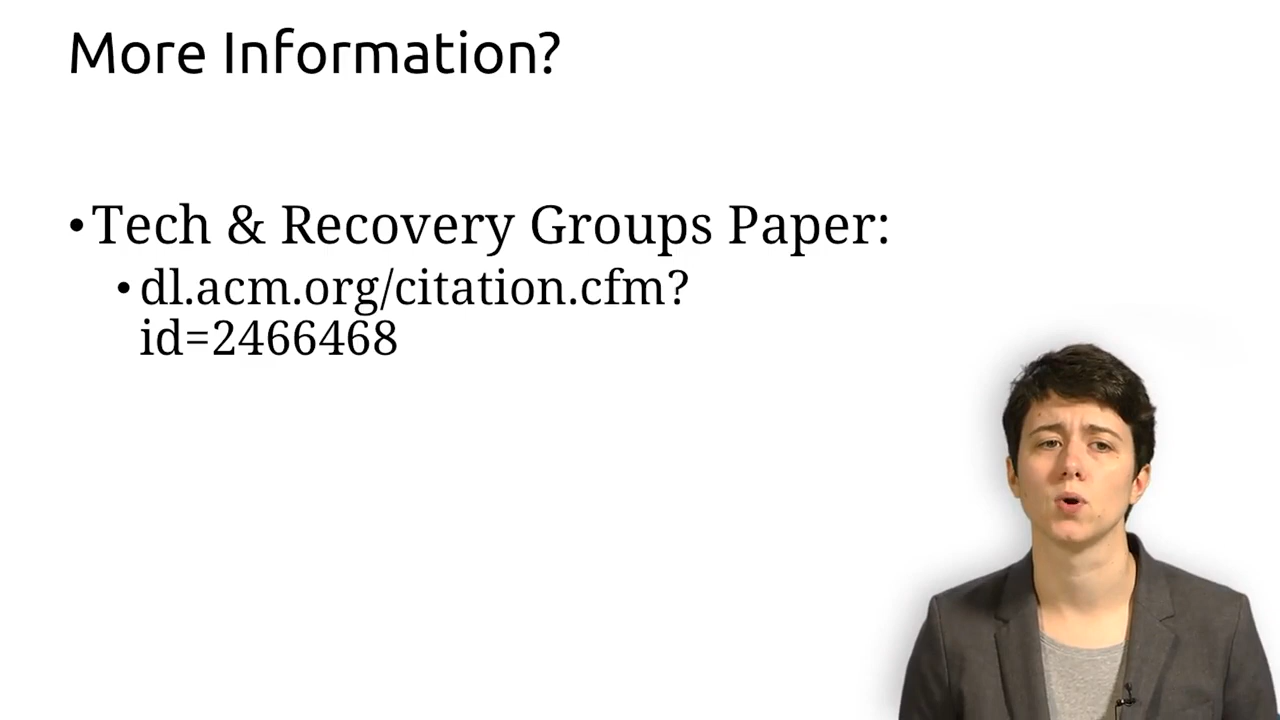 More Information?
•Tech & Recovery Groups Paper:
•dl.acm.org/citation.cfm?
id=2466468